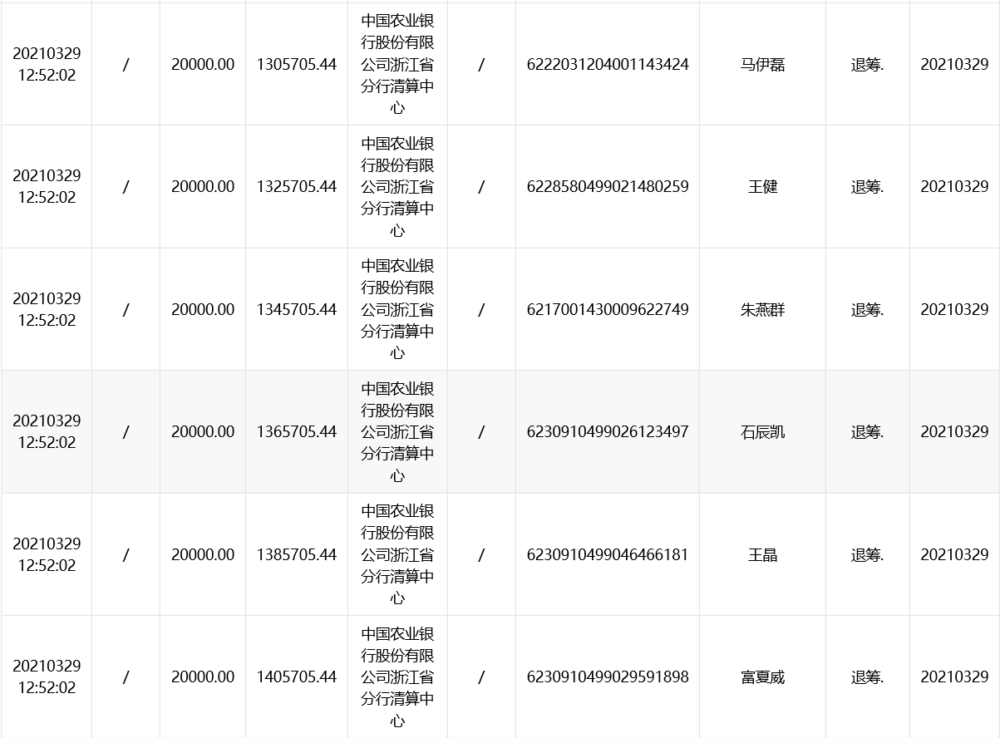 20210329
12:52:02
/
20000.00
1305705.44
中国农业银
行股份有限
公司浙江省
分行清算中
心
/
6222031204001143424
马伊磊
退筹.
20210329
20210329
12:52:02
/
20000.00
1325705.44
中国农业银
行股份有限
公司浙江省
分行清算中
心
/
6228580499021480259
王健
退筹.
20210329
20210329
12:52:02
/
20000.00
1345705.44
中国农业银
行股份有限
公司浙江省
分行清算中
心
/
6217001430009622749
朱燕群
退筹.
20210329
20210329
12:52:02
/
20000.00
1365705.44
中国农业银
行股份有限
公司浙江省
分行清算中
心
/
6230910499026123497
石辰凯
退筹.
20210329
20210329
12:52:02
/
20000.00
1385705.44
中国农业银
行股份有限
公司浙江省
分行清算中
心
/
6230910499046466181
王晶
退筹.
20210329
20210329
12:52:02
/
20000.00
1405705.44
中国农业银
行股份有限
公司浙江省
分行清算中
心
/
6230910499029591898
富夏威
退筹.
20210329